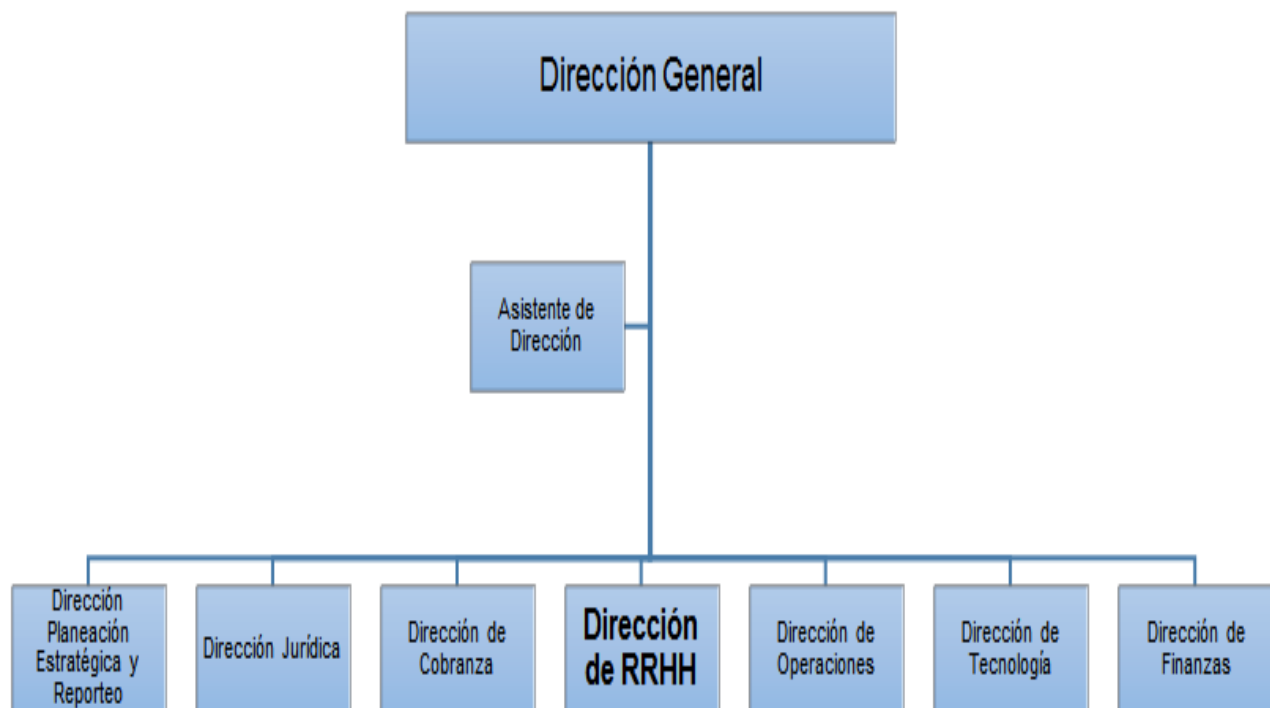 Dirección General
Asistente de
Dirección
Dirección
Planeación
Estratégica y
Reporteo
Dirección Jurídica
Dirección de
Cobranza
Dirección
de RRHH
Dirección de
Operaciones
Dirección de
Tecnología
Dirección de
Finanzas